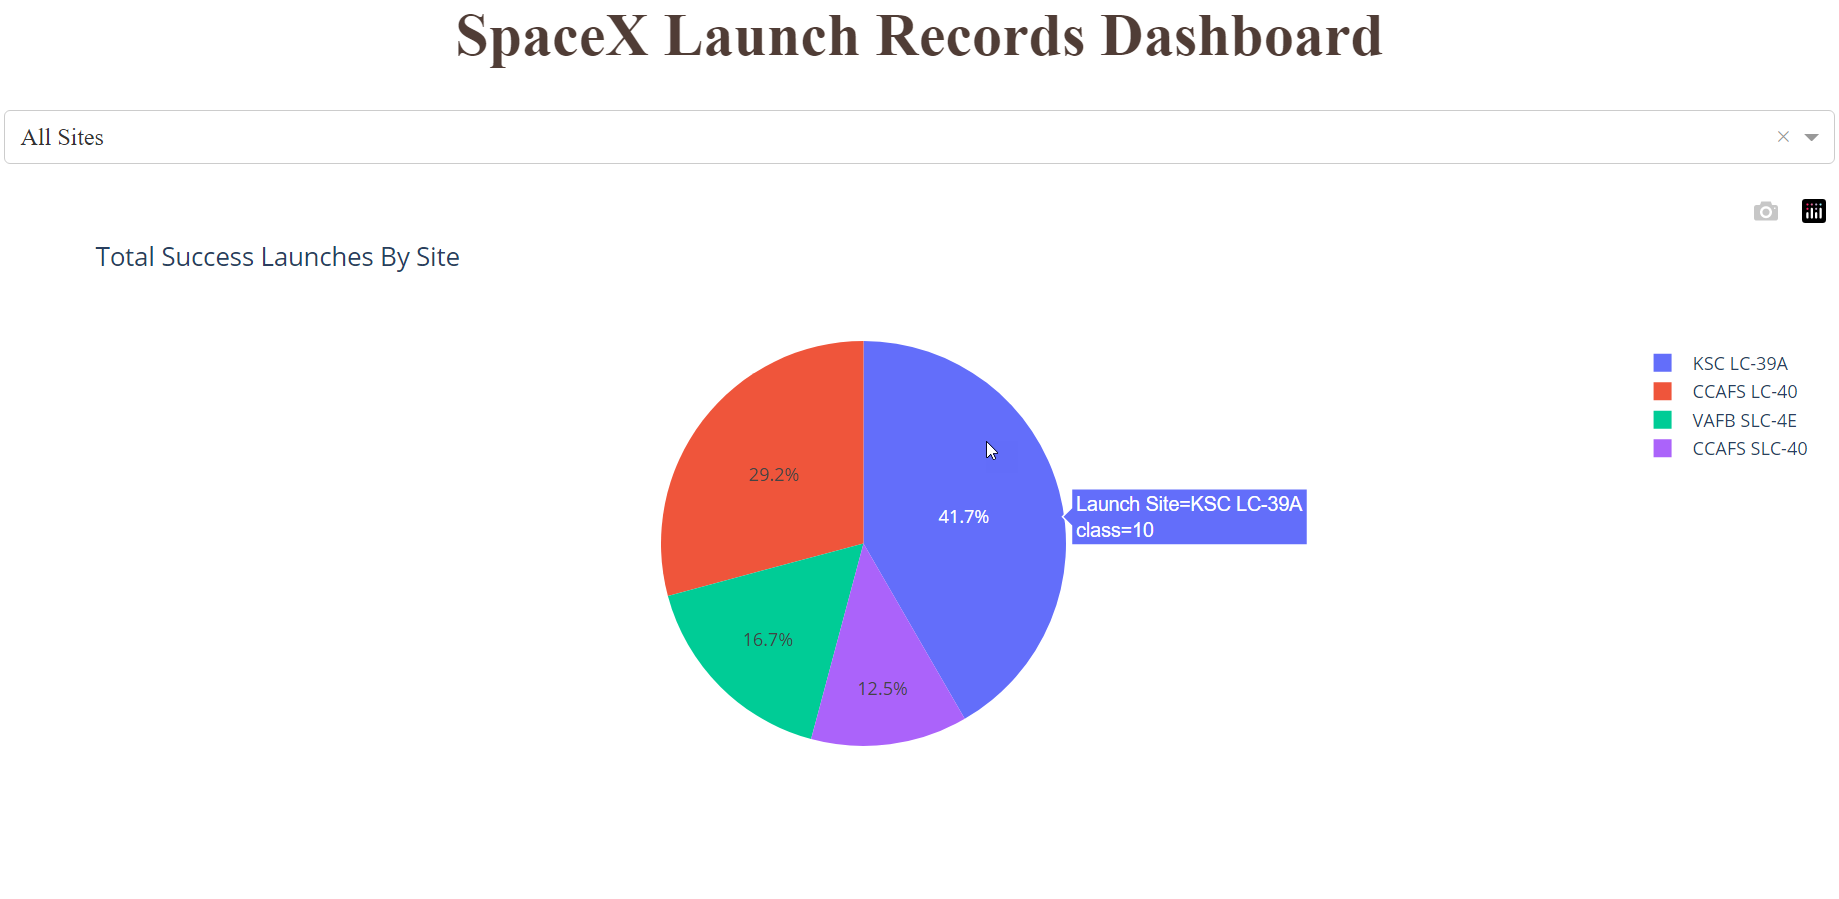 SpaceX Launch Records Dashboard
All Sites
Total Success Launches By Site
KSC LC-39A
CCAFS LC-40
VAFB SLC-4E
CCAFS SLC-40
29.2%
41.7%
Launch Site=KSC LC-39A
class=10
16.7%
12.5%